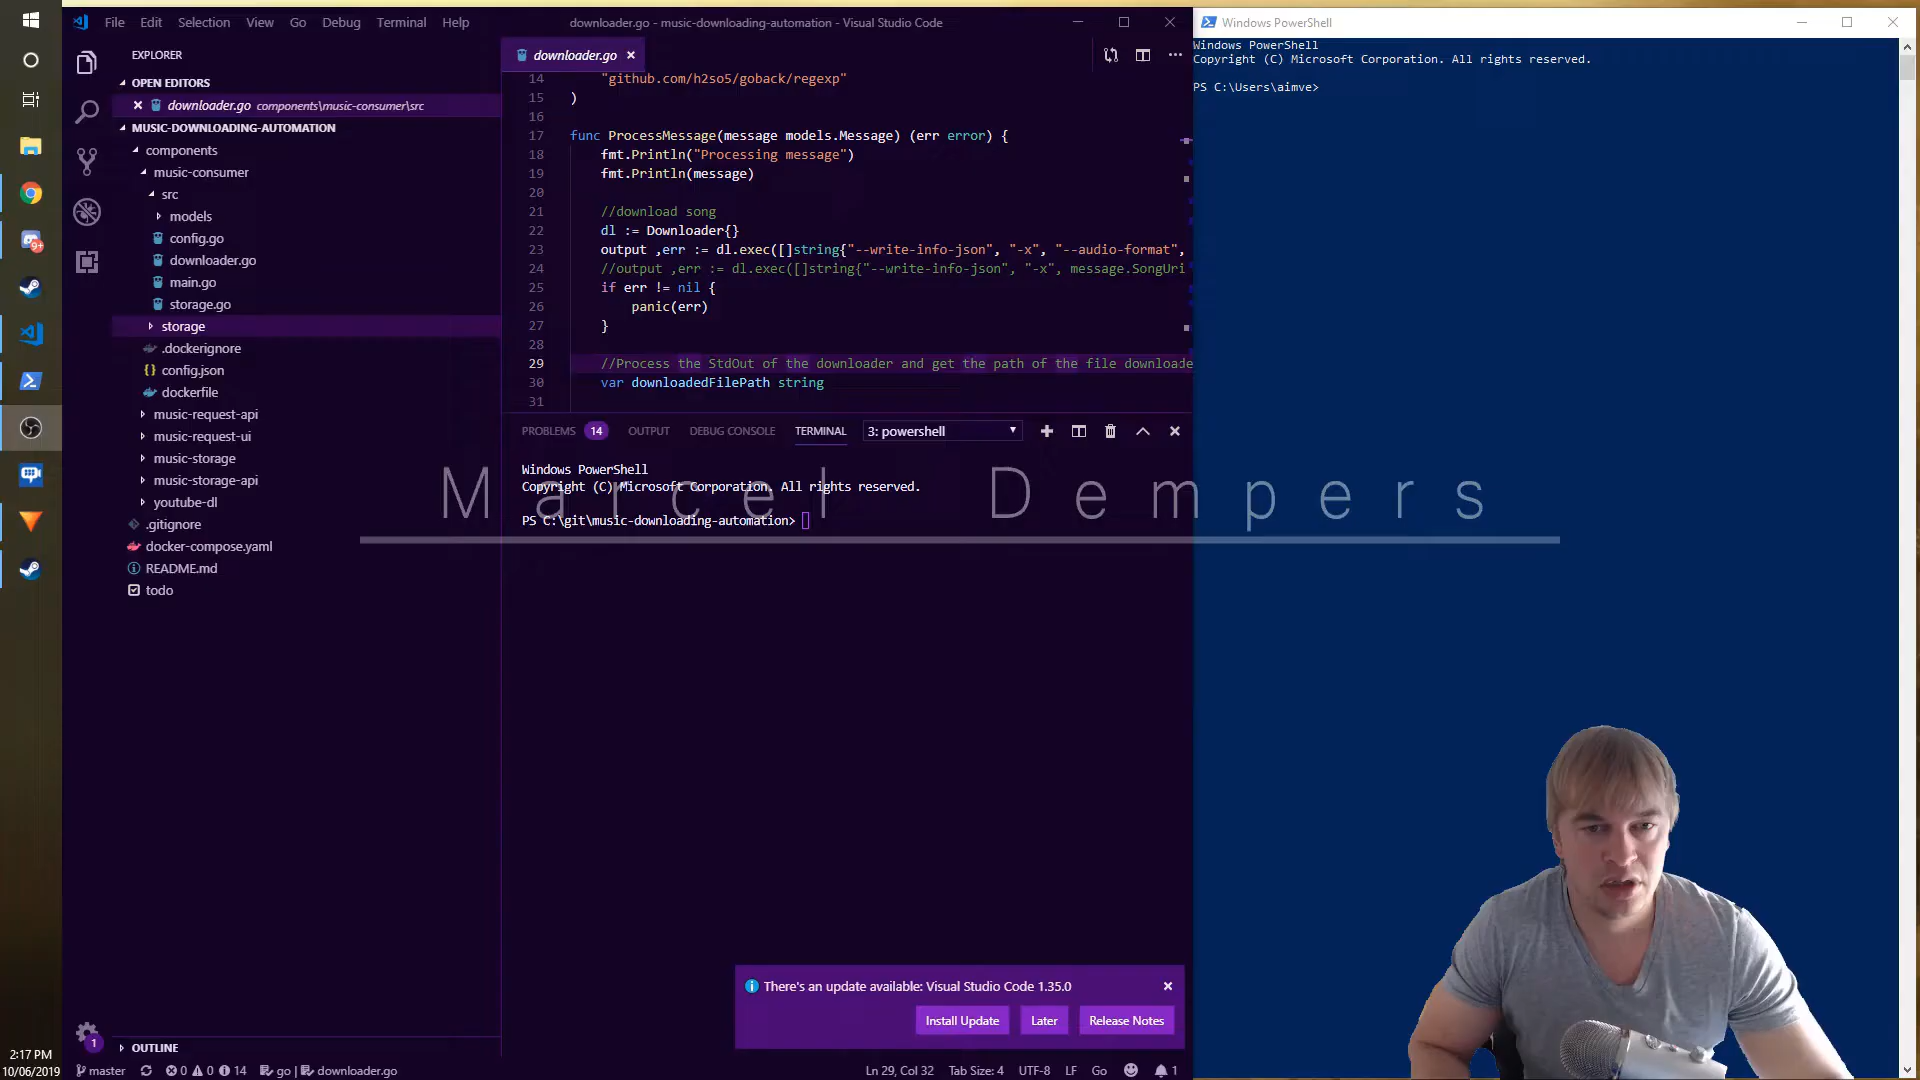 File Edit Selection View Go Debug Terminal Help
downloader.go - music-downloading-automation - Visual Studio Code
EXPLORER
OPEN EDITORS
downloader.go components\music-consumer\src
MUSIC-DOWNLOADING-AUTOMATION
components
music-consumer
src
models
config.go
downloader.go
main.go
storage.go
storage
.dockerignore
config.json
dockerfile
music-request-api
music-request-ui
music-storage
music-storage-api
youtube-dl
.gitignore
docker-compose.yaml
README.md
todo
OUTLINE
downloader.go
14 "github.com/h2so5/goback/regexp"
15 )
16
17 func ProcessMessage(message models.Message) (err error) {
18 fmt.Println("Processing message")
19 fmt.Println(message)
20
21 //download song
22 dl := Downloader{}
23 output ,err := dl.exec([]string{"--write-info-json", "-x", "--audio-format",
24 //output ,err := dl.exec([]string{"--write-info-json", "-x", message.SongUri
25 if err != nil {
26 panic(err)
27 }
28
29 //Process the StdOut of the downloader and get the path of the file downloade
30 var downloadedFilePath string
31
PROBLEMS 14 OUTPUT DEBUG CONSOLE TERMINAL 3: powershell
Windows PowerShell
Copyright (C) Microsoft Corporation. All rights reserved.
PS C:\git\music-downloading-automation>
Marcel Dempers
There's an update available: Visual Studio Code 1.35.0
Install Update Later Release Notes
master 0 0 14 go downloader.go
Ln 29, Col 32 Tab Size: 4 UTF-8 LF Go 1
1
9+
2:17 PM
10/06/2019
Windows PowerShell
Windows PowerShell
Copyright (C) Microsoft Corporation. All rights reserved.
PS C:\Users\aimve>